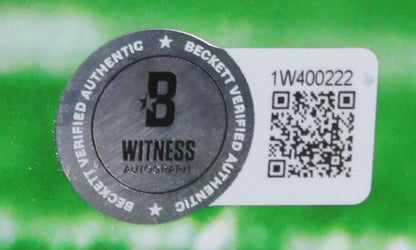 BECKETT VERIFIED AUTHENTIC ★ BECKETT VERIFIED AUTHENTIC ★
B
WITNESS
AUTOGRAPH
1W400222